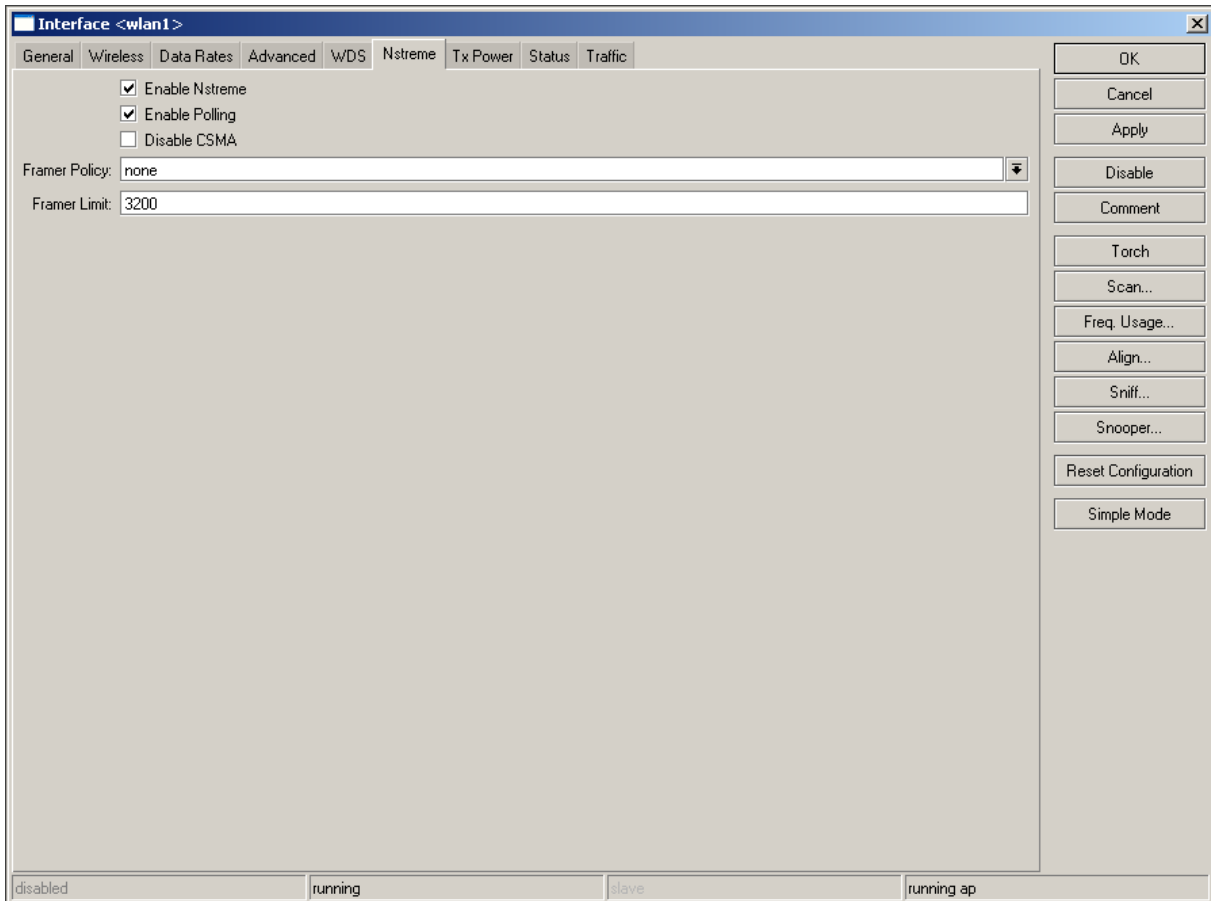 Interface <wlan1>
General Wireless Data Rates Advanced WDS Nstreme Tx Power Status Traffic
Enable Nstreme
Enable Polling
Disable CSMA
Framer Policy: none
Framer Limit: 3200
OK
Cancel
Apply
Disable
Comment
Torch
Scan...
Freq. Usage...
Align...
Sniff...
Snooper...
Reset Configuration
Simple Mode
disabled running slave running ap